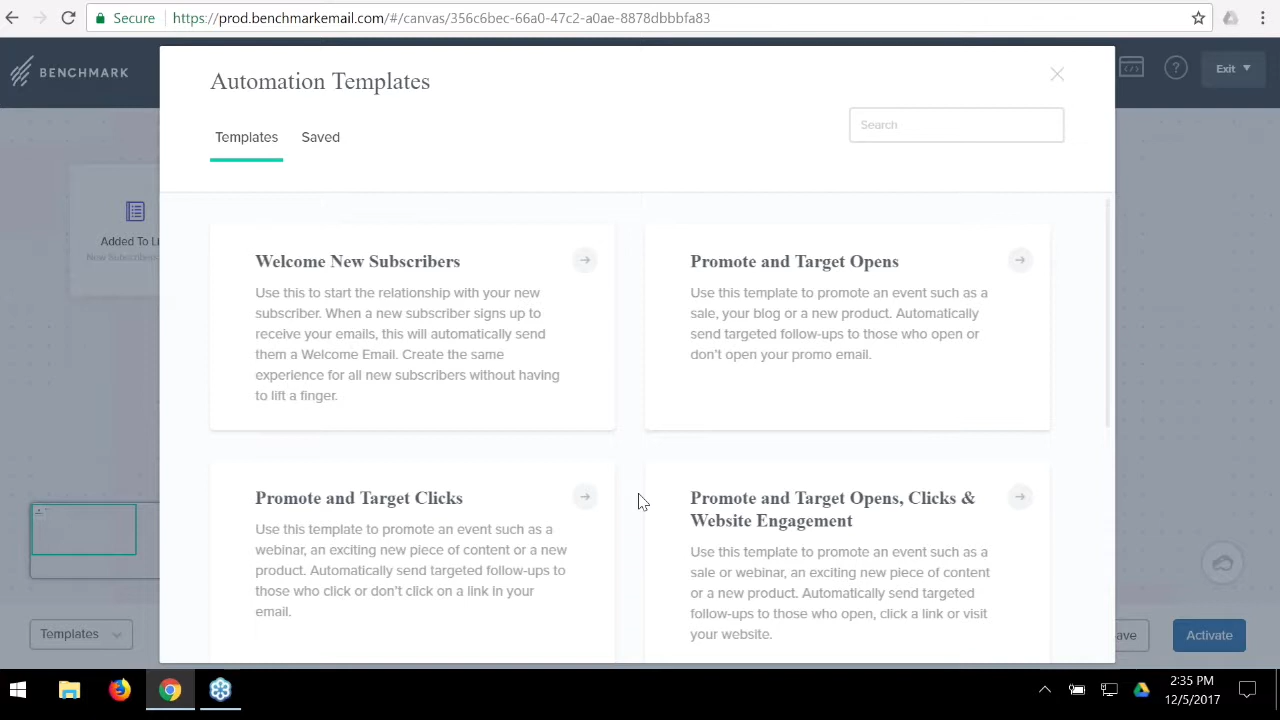 Secure
https://prod.benchmarkemail.com/#/canvas/356c6bec-66a0-47c2-a0ae-8878dbbbfa83
BENCHMARK
Exit
Automation Templates
Templates
Saved
Search
Added To Li
New Subscribers
Welcome New Subscribers
Use this to start the relationship with your new
subscriber. When a new subscriber signs up to
receive your emails, this will automatically send
them a Welcome Email. Create the same
experience for all new subscribers without having
to lift a finger.
Promote and Target Opens
Use this template to promote an event such as a
sale, your blog or a new product. Automatically
send targeted follow-ups to those who open or
don't open your promo email.
Promote and Target Clicks
Use this template to promote an event such as a
webinar, an exciting new piece of content or a new
product. Automatically send targeted follow-ups to
those who click or don't click on a link in your
email.
Promote and Target Opens, Clicks &
Website Engagement
Use this template to promote an event such as a
sale or webinar, an exciting new piece of content
or a new product. Automatically send targeted
follow-ups to those who open, click a link or visit
your website.
Templates
ave
Activate
2:35 PM
12/5/2017